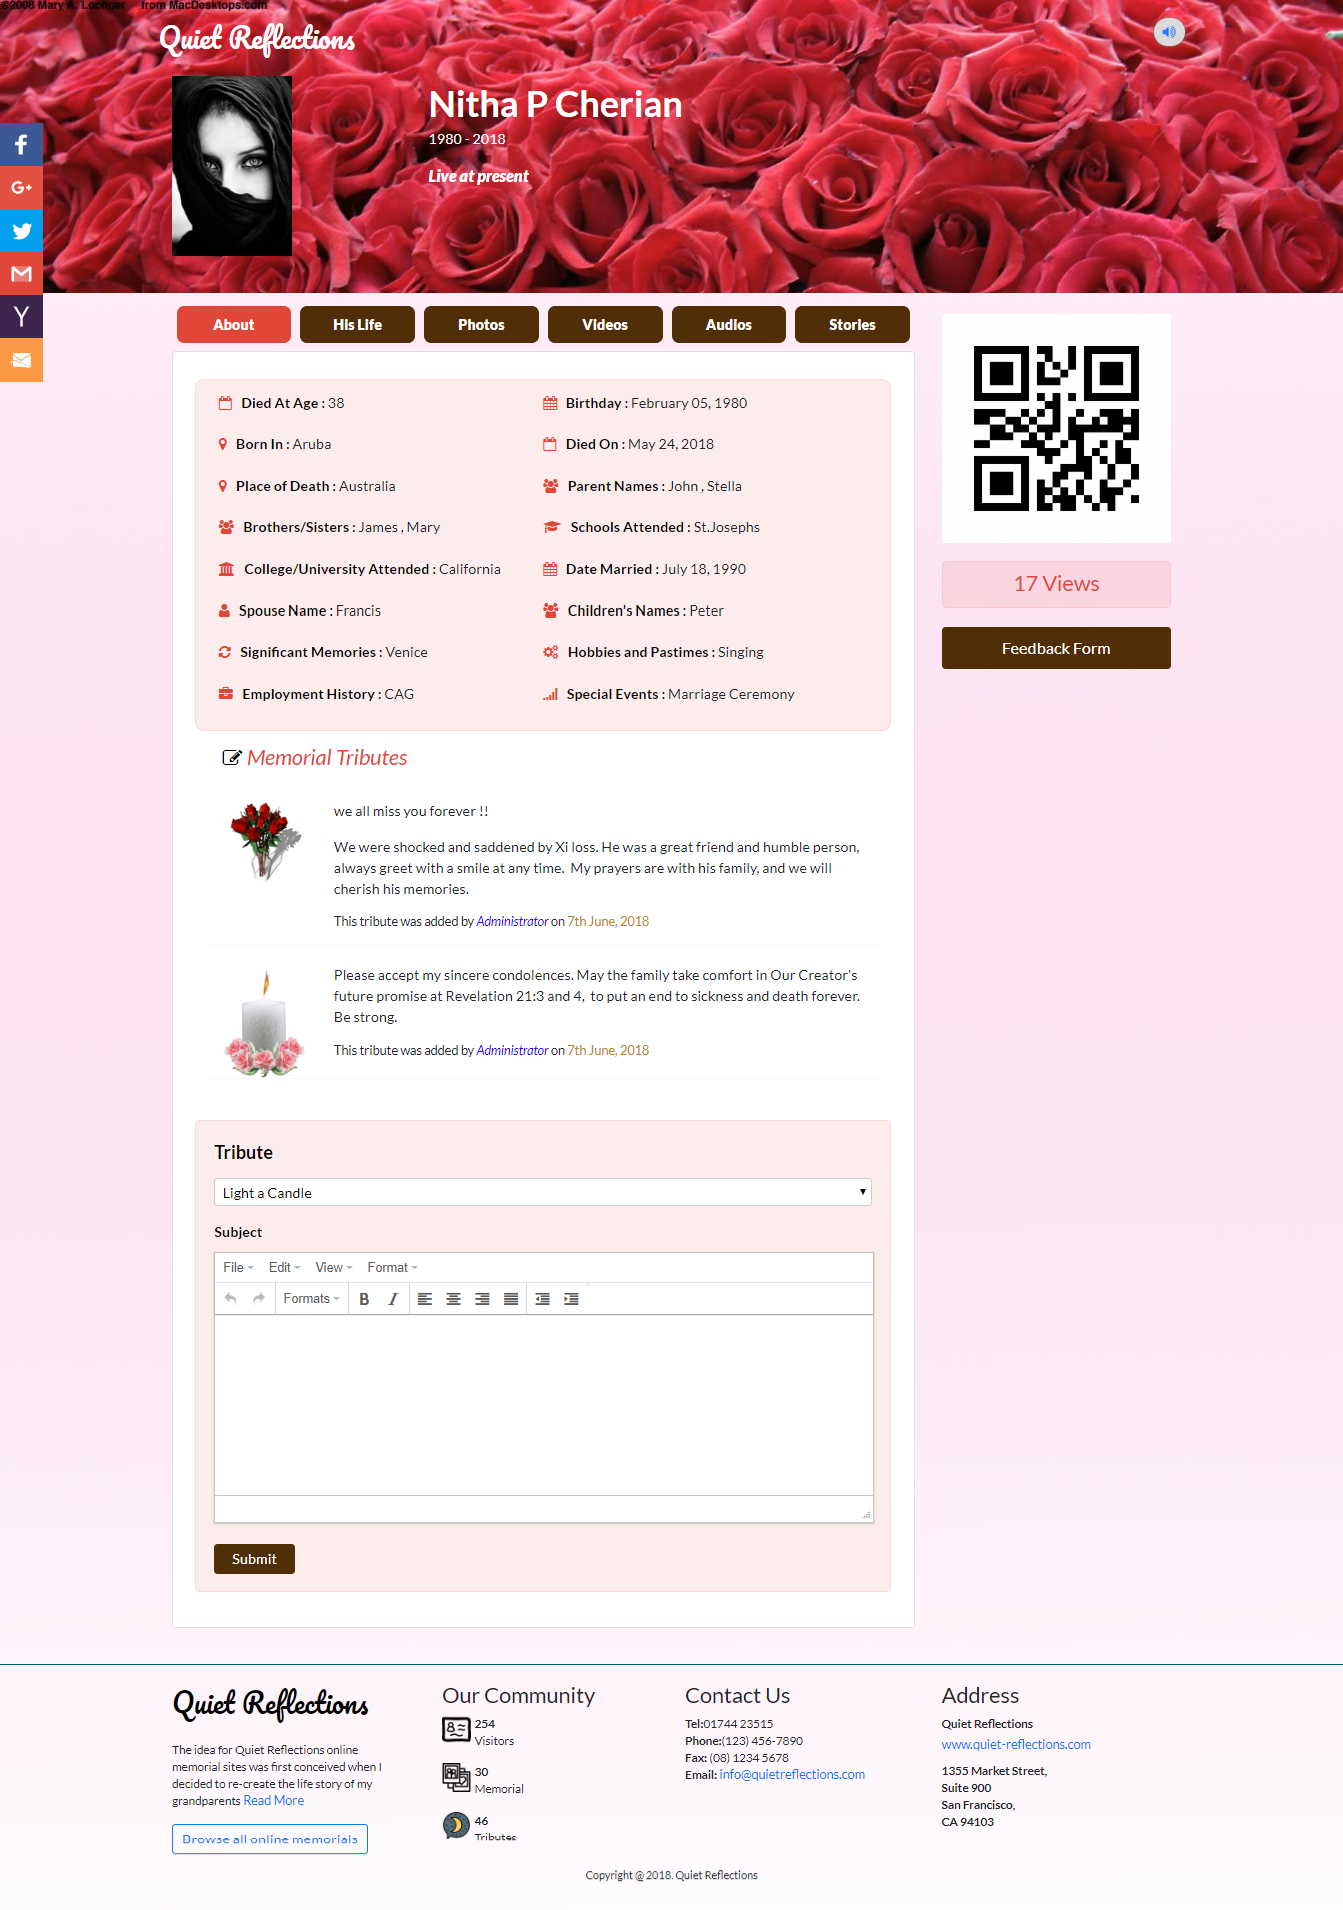 ©2008 Mary A. Lochner from MacDesktops.com
Quiet Reflections
Nitha P Cherian
1980 - 2018
Live at present
About
His Life
Photos
Videos
Audios
Stories
Died At Age : 38
Birthday : February 05, 1980
Born In : Aruba
Died On : May 24, 2018
Place of Death : Australia
Parent Names : John , Stella
Brothers/Sisters : James , Mary
Schools Attended : St.Josephs
College/University Attended : California
Date Married : July 18, 1990
Spouse Name : Francis
Children's Names : Peter
Significant Memories : Venice
Hobbies and Pastimes : Singing
Employment History : CAG
Special Events : Marriage Ceremony
17 Views
Feedback Form
Memorial Tributes
we all miss you forever !!
We were shocked and saddened by Xi loss. He was a great friend and humble person,
always greet with a smile at any time. My prayers are with his family, and we will
cherish his memories.
This tribute was added by Administrator on 7th June, 2018
Please accept my sincere condolences. May the family take comfort in Our Creator's
future promise at Revelation 21:3 and 4, to put an end to sickness and death forever.
Be strong.
This tribute was added by Administrator on 7th June, 2018
Tribute
Light a Candle
Subject
File Edit View Format
Formats B I
Submit
Quiet Reflections
The idea for Quiet Reflections online
memorial sites was first conceived when I
decided to re-create the life story of my
grandparents Read More
Browse all online memorials
Our Community
254
Visitors
30
Memorial
46
Tributes
Contact Us
Tel:01744 23515
Phone:(123) 456-7890
Fax: (08) 1234 5678
Email: info@quietreflections.com
Address
Quiet Reflections
www.quiet-reflections.com
1355 Market Street,
Suite 900
San Francisco,
CA 94103
Copyright @ 2018. Quiet Reflections